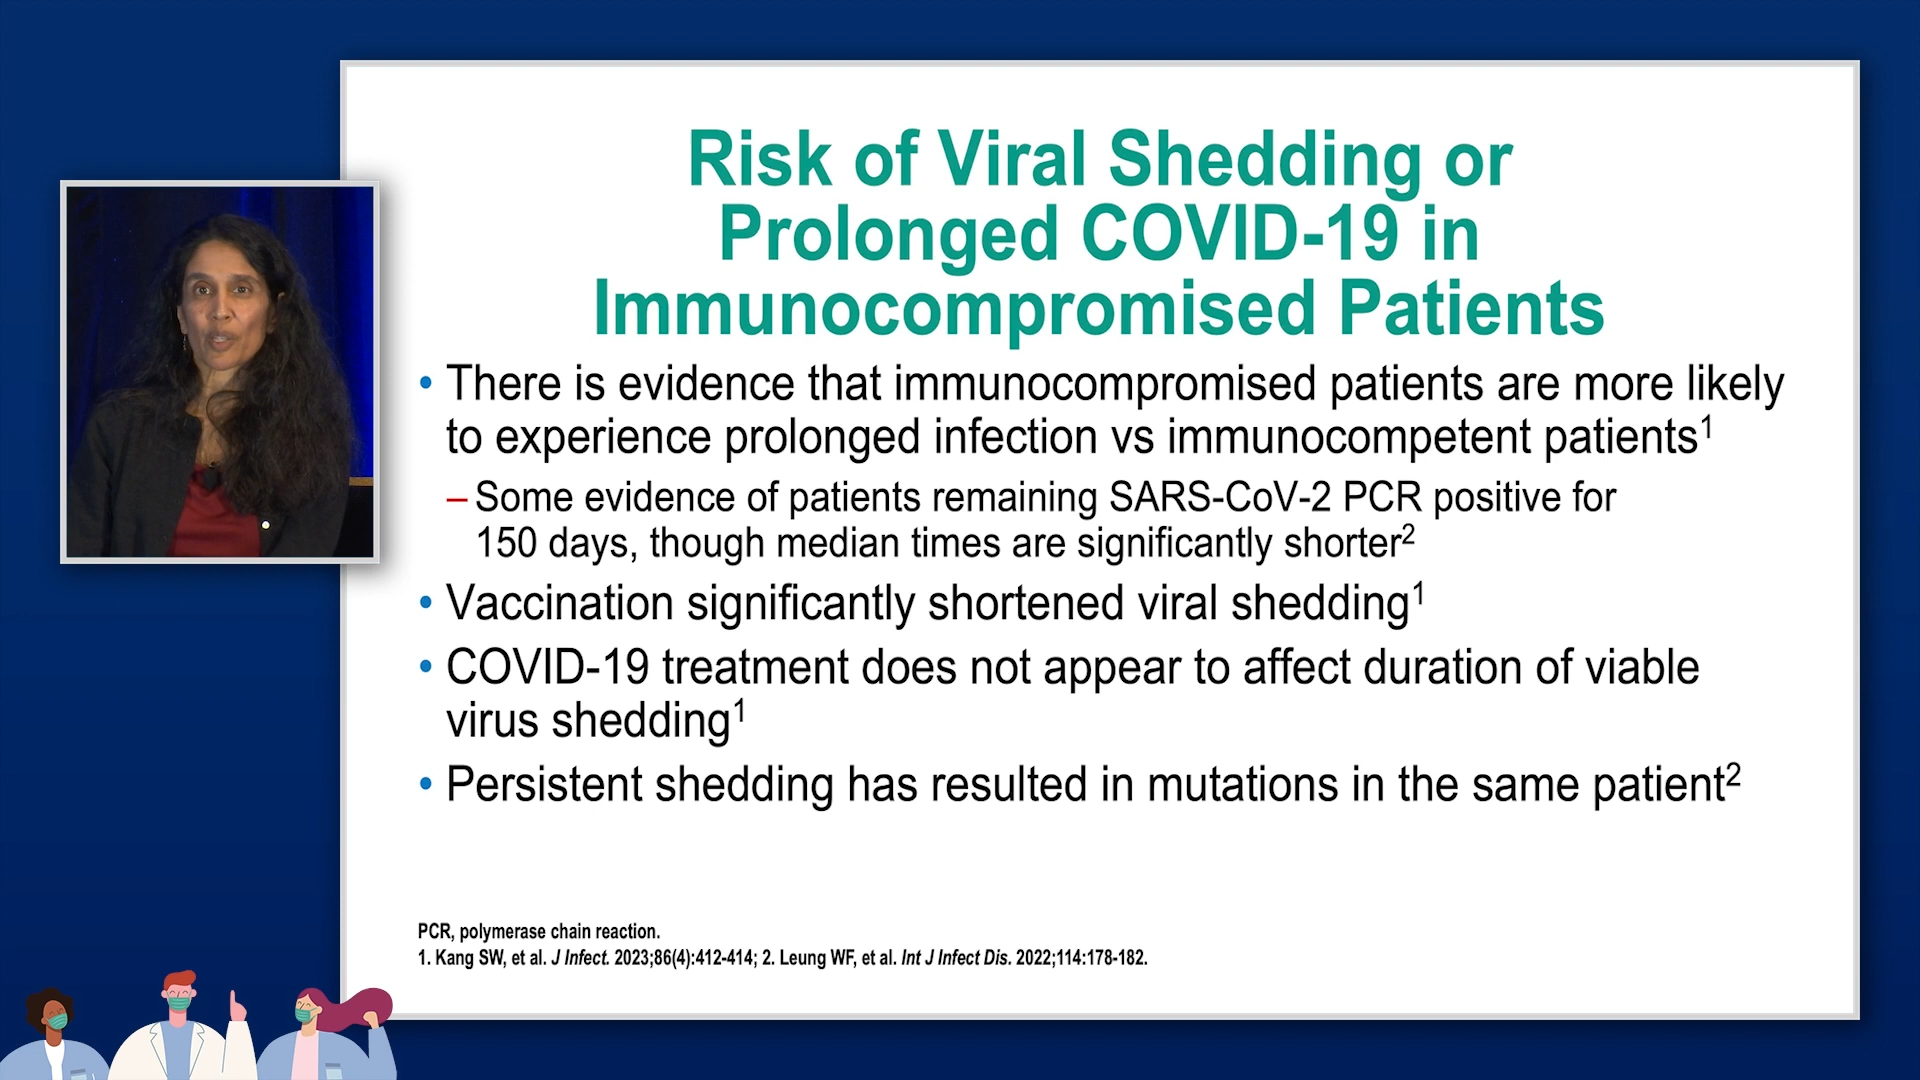 Risk of Viral Shedding or
Prolonged COVID-19 in
Immunocompromised Patients
• There is evidence that immunocompromised patients are more likely
to experience prolonged infection vs immunocompetent patients¹
– Some evidence of patients remaining SARS-CoV-2 PCR positive for
150 days, though median times are significantly shorter²
• Vaccination significantly shortened viral shedding¹
• COVID-19 treatment does not appear to affect duration of viable
virus shedding¹
• Persistent shedding has resulted in mutations in the same patient²
PCR, polymerase chain reaction.
1. Kang SW, et al. J Infect. 2023;86(4):412-414; 2. Leung WF, et al. Int J Infect Dis. 2022;114:178-182.